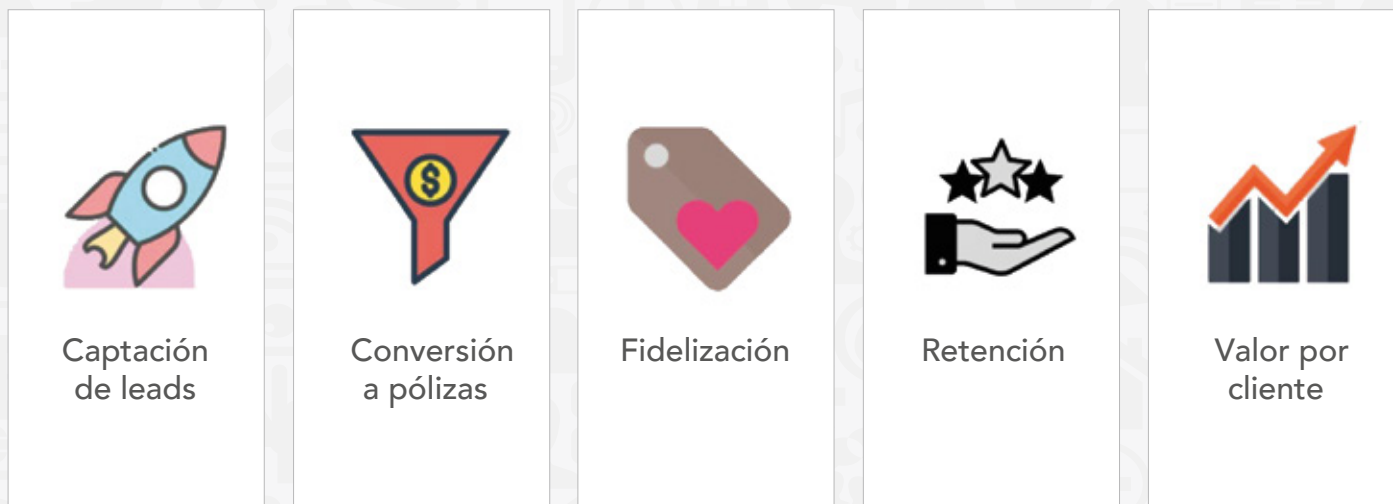 $
Captación
de leads
Conversión
a pólizas
Fidelización
Retención
Valor por
cliente